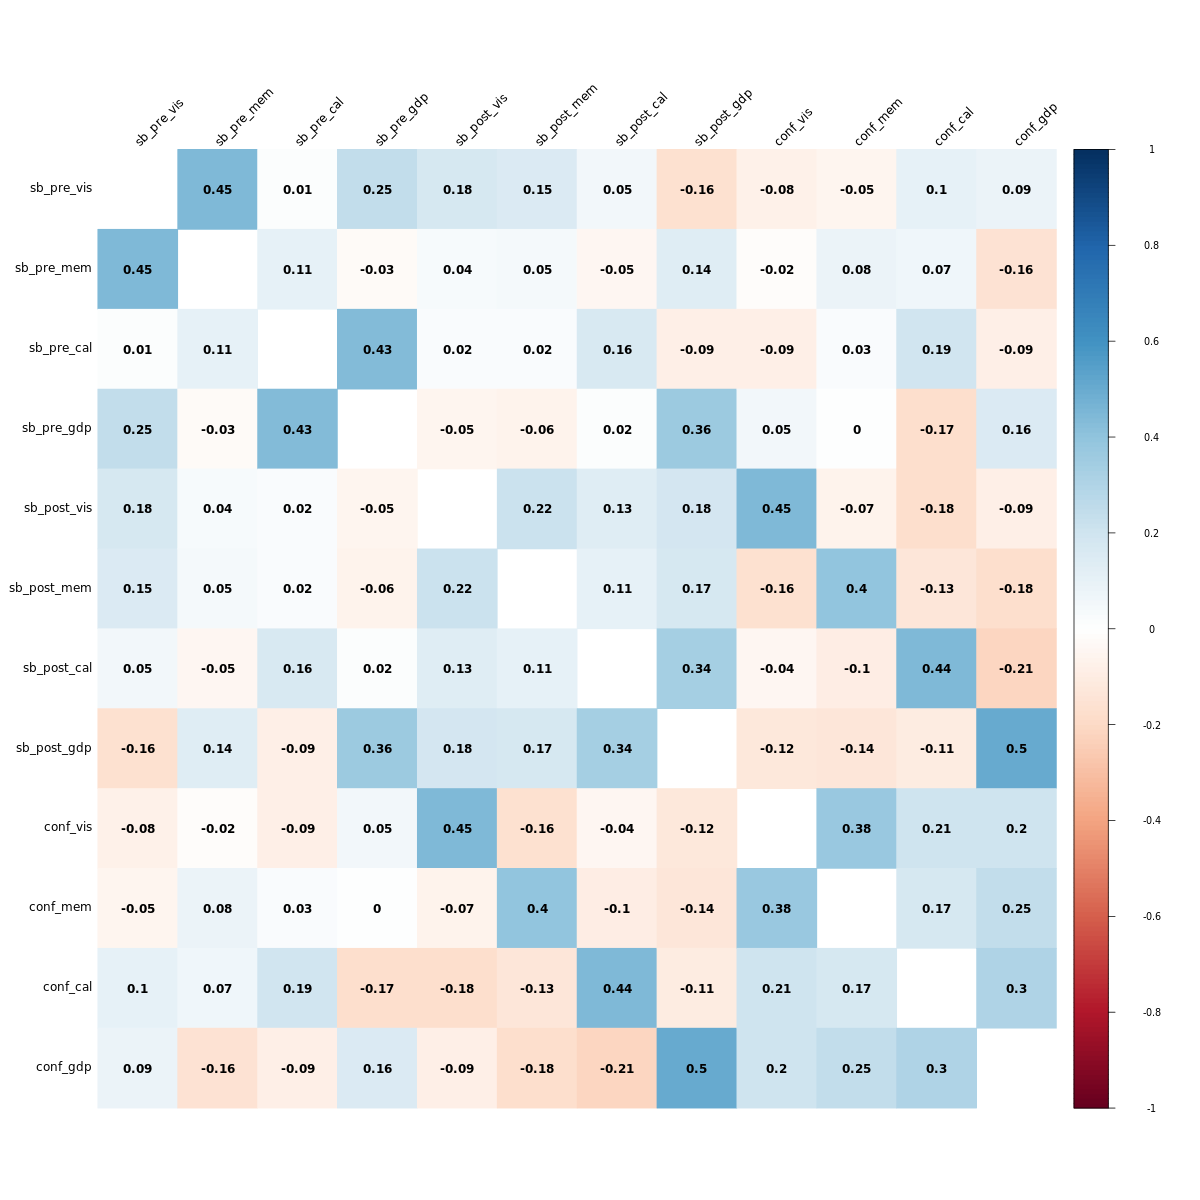 sb_pre_vis sb_pre_mem sb_pre_cal sb_pre_gdp sb_post_vis sb_post_mem sb_post_cal sb_post_gdp conf_vis conf_mem conf_cal conf_gdp
sb_pre_vis 0.45 0.01 0.25 0.18 0.15 0.05 -0.16 -0.08 -0.05 0.1 0.09
sb_pre_mem 0.45 0.11 -0.03 0.04 0.05 -0.05 0.14 -0.02 0.08 0.07 -0.16
sb_pre_cal 0.01 0.11 0.43 0.02 0.02 0.16 -0.09 -0.09 0.03 0.19 -0.09
sb_pre_gdp 0.25 -0.03 0.43 -0.05 -0.06 0.02 0.36 0.05 0 -0.17 0.16
sb_post_vis 0.18 0.04 0.02 -0.05 0.22 0.13 0.18 0.45 -0.07 -0.18 -0.09
sb_post_mem 0.15 0.05 0.02 -0.06 0.22 0.11 0.17 -0.16 0.4 -0.13 -0.18
sb_post_cal 0.05 -0.05 0.16 0.02 0.13 0.11 0.34 -0.04 -0.1 0.44 -0.21
sb_post_gdp -0.16 0.14 -0.09 0.36 0.18 0.17 0.34 -0.12 -0.14 -0.11 0.5
conf_vis -0.08 -0.02 -0.09 0.05 0.45 -0.16 -0.04 -0.12 0.38 0.21 0.2
conf_mem -0.05 0.08 0.03 0 -0.07 0.4 -0.1 -0.14 0.38 0.17 0.25
conf_cal 0.1 0.07 0.19 -0.17 -0.18 -0.13 0.44 -0.11 0.21 0.17 0.3
conf_gdp 0.09 -0.16 -0.09 0.16 -0.09 -0.18 -0.21 0.5 0.2 0.25 0.3
1
0.8
0.6
0.4
0.2
0
-0.2
-0.4
-0.6
-0.8
-1